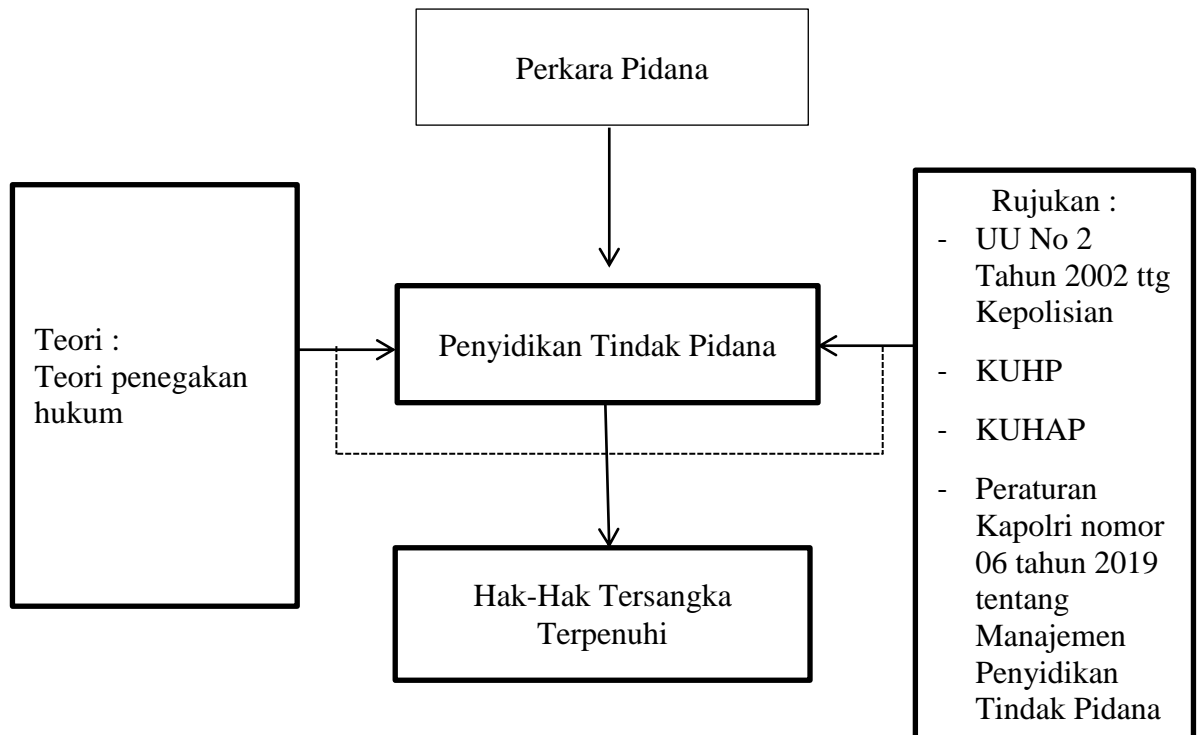 Perkara Pidana
Teori :
Teori penegakan
hukum
Penyidikan Tindak Pidana
Rujukan :
- UU No 2
Tahun 2002 ttg
Kepolisian
- KUHP
- KUHAP
- Peraturan
Kapolri nomor
06 tahun 2019
tentang
Manajemen
Penyidikan
Tindak Pidana
Hak-Hak Tersangka
Terpenuhi